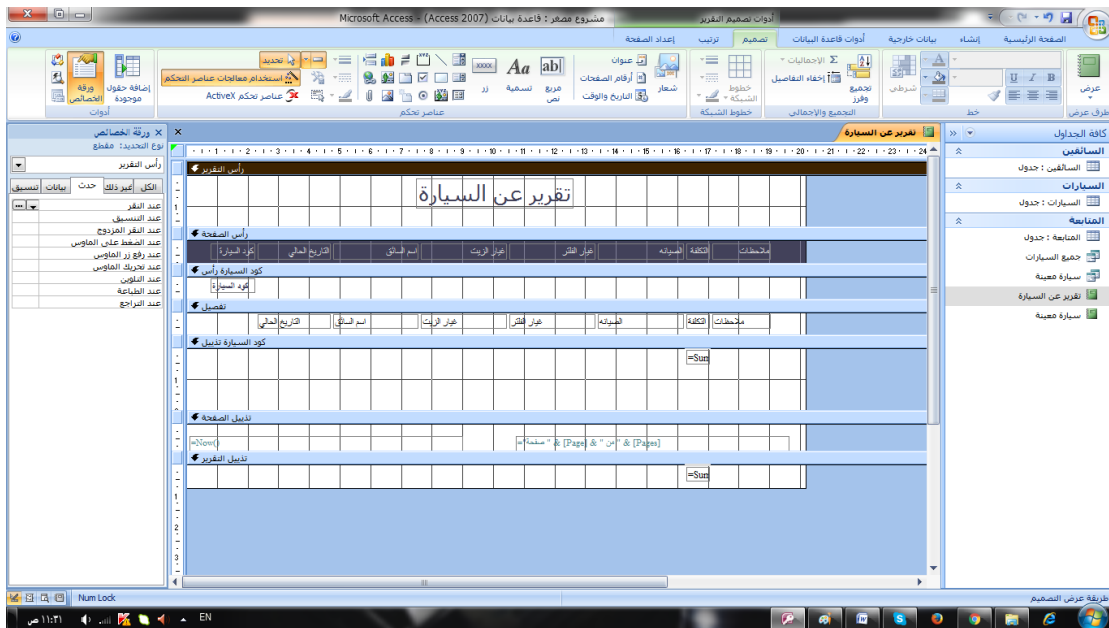 مشروع مصغر : قاعدة بيانات (Access 2007) - Microsoft Access
أدوات تصميم التقرير
الصفحة الرئيسية
إنشاء
بيانات خارجية
أدوات قاعدة البيانات
تصميم
ترتيب
إعداد الصفحة
عرض
طرق عرض
خط
شرطي
تجميع وفرز
Σ الإجماليات
إخفاء التفاصيل
التجميع والإجمالي
خطوط الشبكة
خطوط الشبكة
شعار
عنوان
أرقام الصفحات
التاريخ والوقت
مربع نص
تسمية
زر
عناصر تحكم
تحديد
استخدام معالجات عناصر التحكم
عناصر تحكم ActiveX
إضافة حقول موجودة
ورقة الخصائص
أدوات
كافة الجداول
السائقين
السائقين : جدول
السيارات
السيارات : جدول
المتابعة
المتابعة : جدول
جميع السيارات
سيارة معينة
تقرير عن السيارة
سيارة معينة
تقرير عن السيارة
رأس التقرير
تقرير عن السيارة
رأس الصفحة
كود السيارة
التاريخ الحالي
اسم السائق
غيار الزيت
غيار الفلتر
الصيانه
التكلفة
ملاحظات
كود السيارة رأس
كود السيارة
تفصيل
التاريخ الحالي
اسم السائق
غيار الزيت
غيار الفلتر
الصيانه
التكلفة
ملاحظات
كود السيارة تذييل
=Sum
تذييل الصفحة
=Now()
="صفحة " & [Page] & " من " & [Pages]
تذييل التقرير
=Sum
ورقة الخصائص
نوع التحديد: مقطع
رأس التقرير
تنسيق
بيانات
حدث
غير ذلك
الكل
عند النقر
عند التنسيق
عند النقر المزدوج
عند الضغط على الماوس
عند رفع زر الماوس
عند تحريك الماوس
عند التلوين
عند الطباعة
عند التراجع
طريقة عرض التصميم
Num Lock
EN
١١:٣١ ص